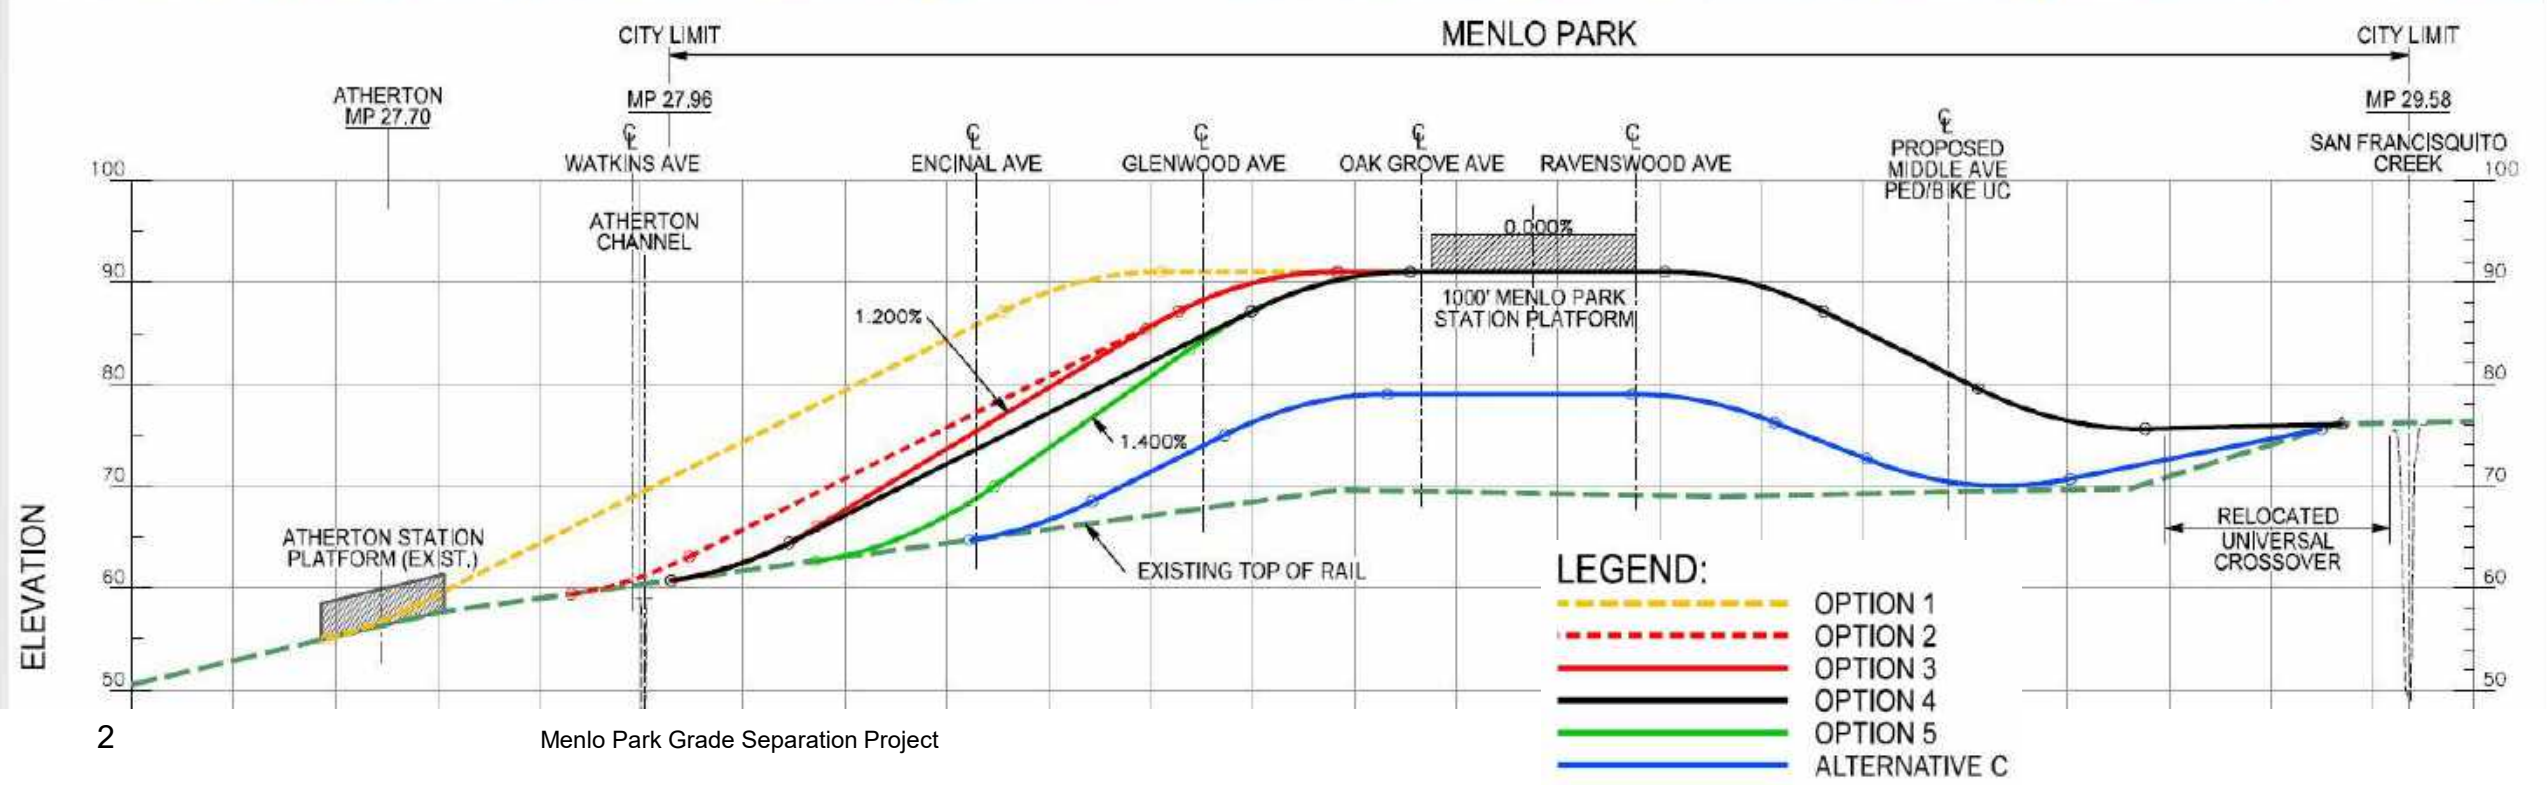 CITY LIMIT
MENLO PARK
CITY LIMIT
ATHERTON
MP 27.70
MP 27.96
MP 29.58
℄
WATKINS AVE
℄
ENCINAL AVE
℄
GLENWOOD AVE
℄
OAK GROVE AVE
℄
RAVENSWOOD AVE
℄
PROPOSED
MIDDLE AVE
PED/BIKE UC
SAN FRANCISQUITO
CREEK
100
100
ATHERTON
CHANNEL
0.000%
90
90
1.200%
1000' MENLO PARK
STATION PLATFORM
80
80
1.400%
70
70
ELEVATION
ATHERTON STATION
PLATFORM (EXIST.)
EXISTING TOP OF RAIL
RELOCATED
UNIVERSAL
CROSSOVER
60
60
50
50
LEGEND:
OPTION 1
OPTION 2
OPTION 3
OPTION 4
OPTION 5
ALTERNATIVE C
2
Menlo Park Grade Separation Project